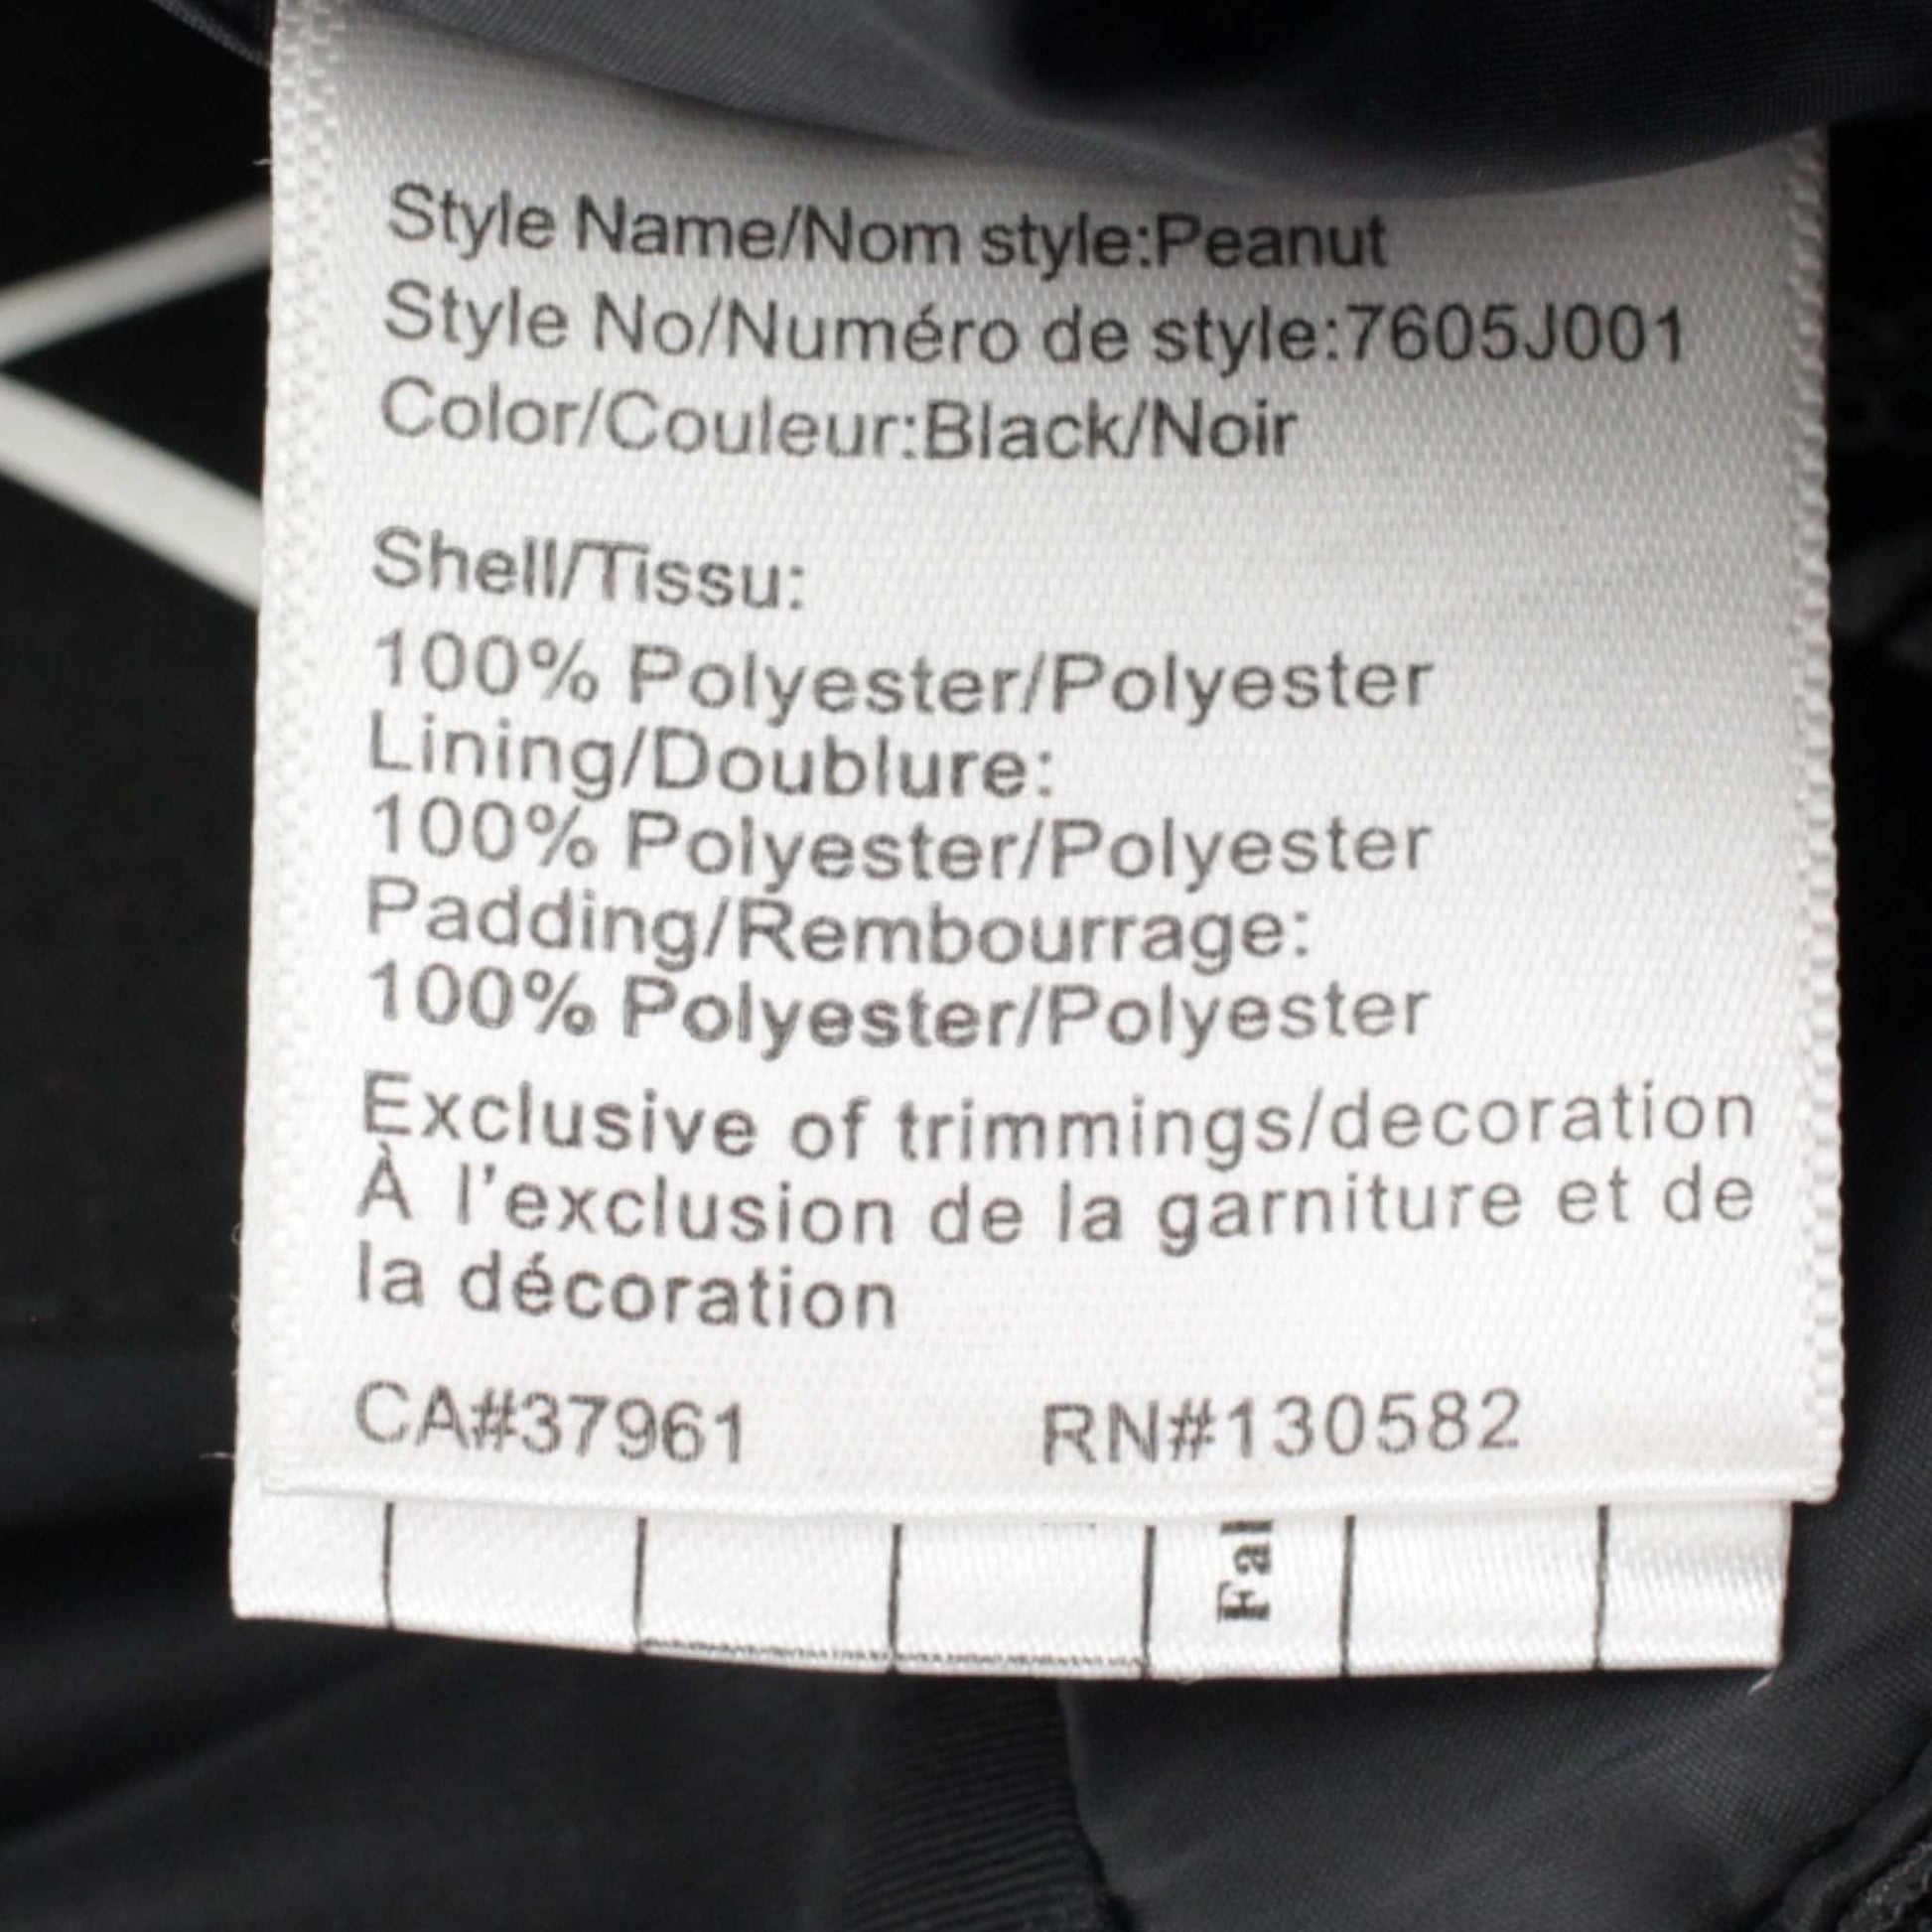 Style Name/Nom style:Peanut
Style No/Numéro de style:7605J001
Color/Couleur:Black/Noir
Shell/Tissu:
100% Polyester/Polyester
Lining/Doublure:
100% Polyester/Polyester
Padding/Rembourrage:
100% Polyester/Polyester
Exclusive of trimmings/decoration
À l'exclusion de la garniture et de
la décoration
CA#37961 RN#130582